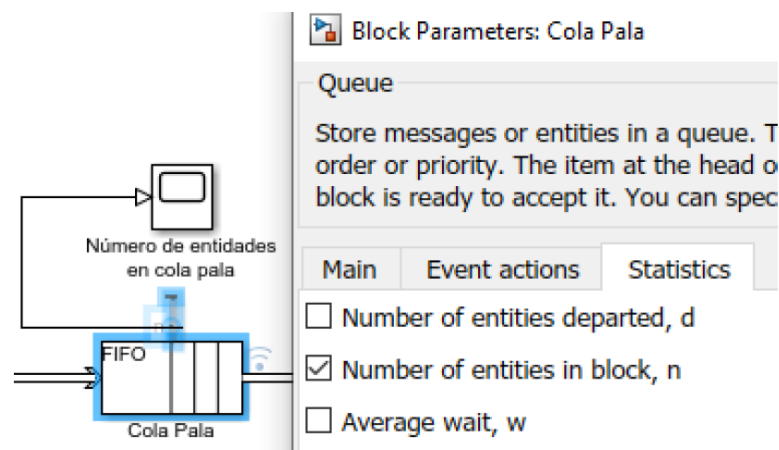 Block Parameters: Cola Pala
Queue
Store messages or entities in a queue. T
order or priority. The item at the head o
block is ready to accept it. You can spec
Main Event actions Statistics
Number of entities departed, d
Number of entities in block, n
Average wait, w
Número de entidades
en cola pala
FIFO
Cola Pala